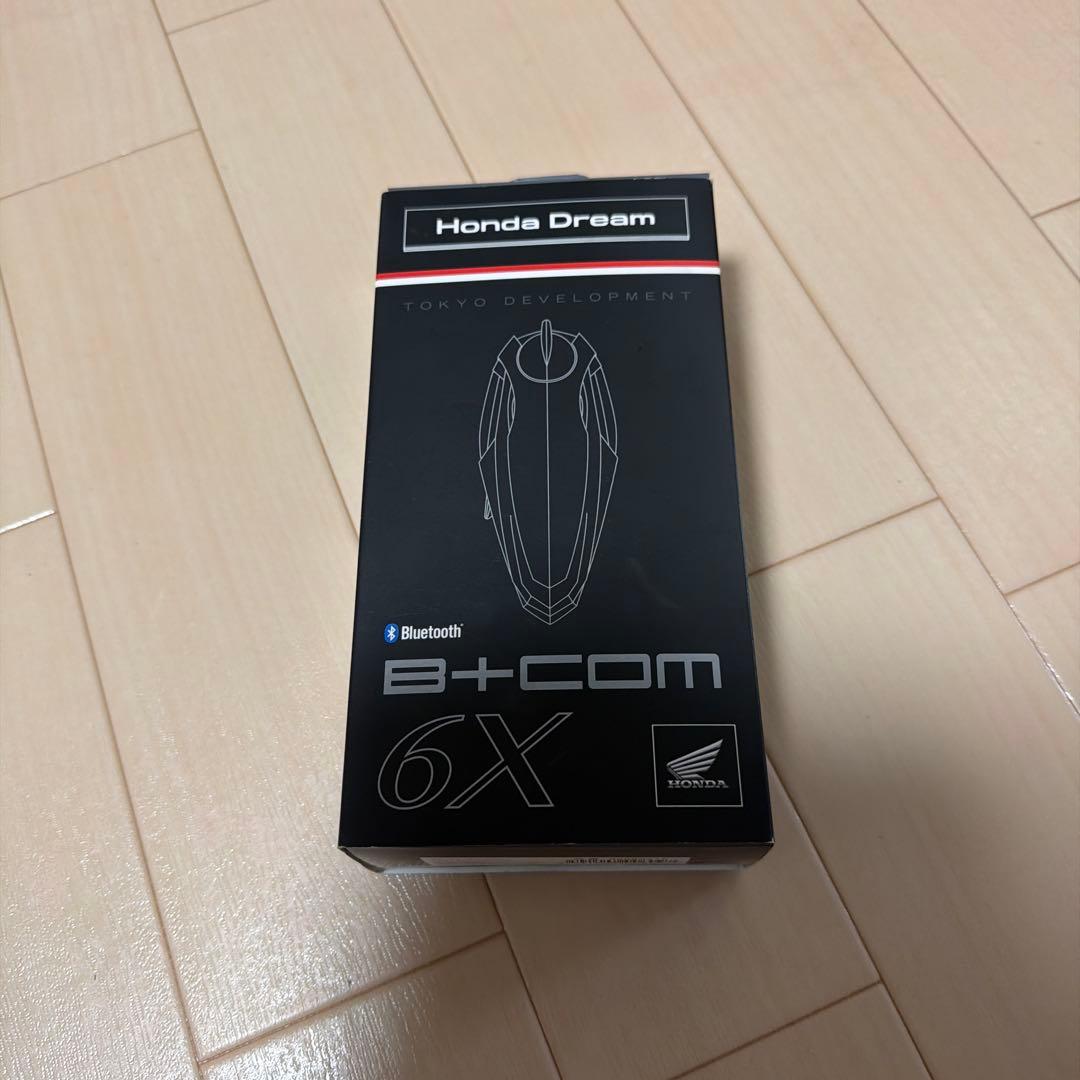 Honda Dream
TOKYO DEVELOPMENT
Bluetooth
B+COM
6X
HONDA